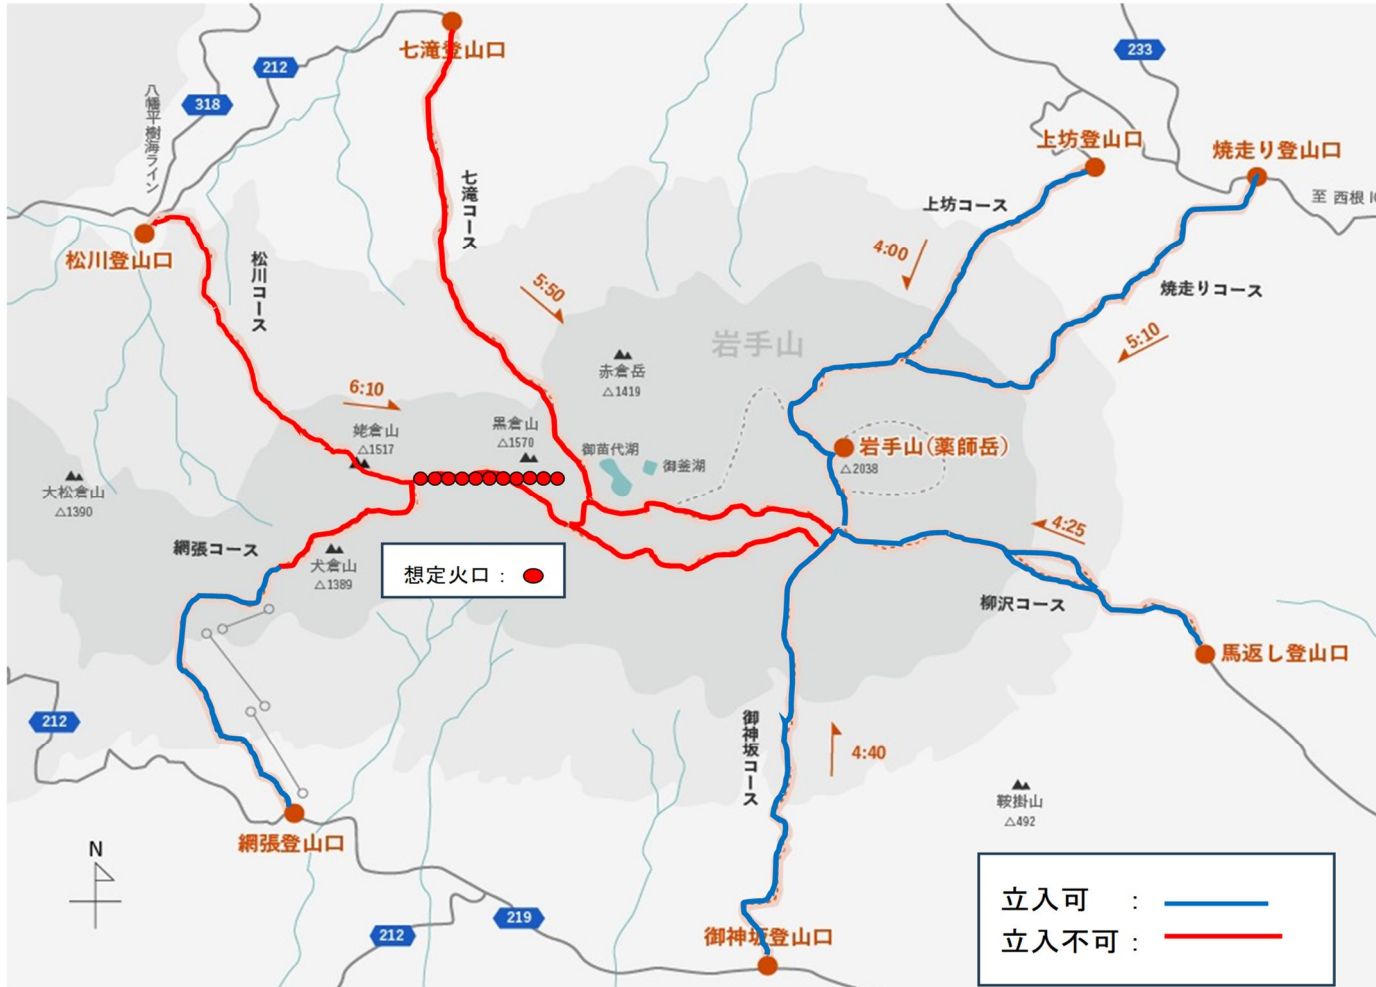 七滝登山口
233
212
318
八幡平樹海ライン
上坊登山口
焼走り登山口
至 西根 IC
七滝コース
上坊コース
松川登山口
松川コース
4:00
5:50
焼走りコース
5:10
岩手山
赤倉岳
△1419
6:10
姥倉山
△1517
黒倉山
△1570
御苗代湖
御釜湖
岩手山(薬師岳)
△2038
大松倉山
△1390
4:25
網張コース
犬倉山
△1389
想定火口：
柳沢コース
馬返し登山口
212
御神坂コース
4:40
鞍掛山
△492
網張登山口
N
219
212
御神坂登山口
立入可　：
立入不可：